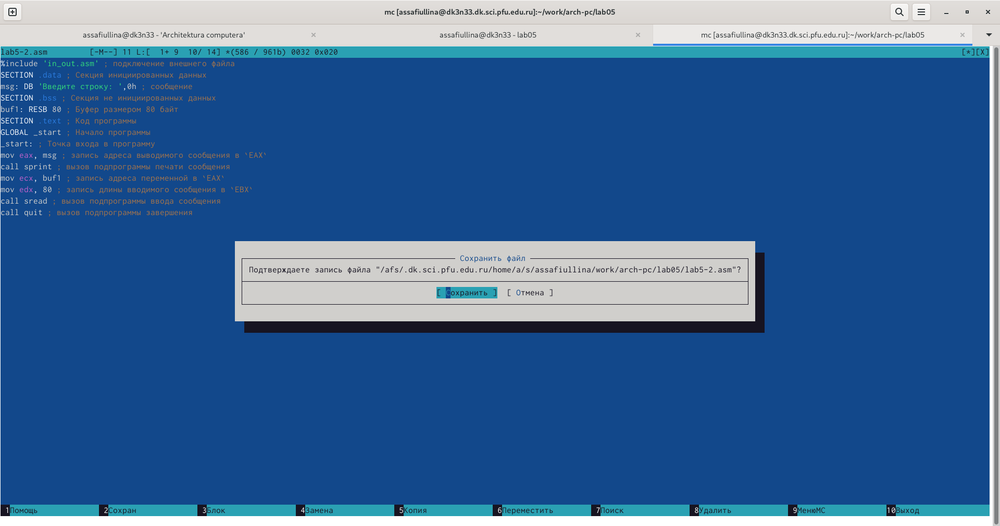 mc [assafiullina@dk3n33.dk.sci.pfu.edu.ru]:~/work/arch-pc/lab05
assafiullina@dk3n33 - 'Architektura computera'
assafiullina@dk3n33 - lab05
mc [assafiullina@dk3n33.dk.sci.pfu.edu.ru]:~/work/arch-pc/lab05
lab5-2.asm [-M--] 11 L:[ 1+ 9 10/ 14] *(586 / 961b) 0032 0x020 [*][X]
%include 'in_out.asm' ; подключение внешнего файла
SECTION .data ; Секция инициированных данных
msg: DB 'Введите строку: ',0h ; сообщение
SECTION .bss ; Секция не инициированных данных
buf1: RESB 80 ; Буфер размером 80 байт
SECTION .text ; Код программы
GLOBAL _start ; Начало программы
_start: ; Точка входа в программу
mov eax, msg ; запись адреса выводимого сообщения в `EAX`
call sprint ; вызов подпрограммы печати сообщения
mov ecx, buf1 ; запись адреса переменной в `EAX`
mov edx, 80 ; запись длины вводимого сообщения в `EBX`
call sread ; вызов подпрограммы ввода сообщения
call quit ; вызов подпрограммы завершения
Сохранить файл
Подтверждаете запись файла "/afs/.dk.sci.pfu.edu.ru/home/a/s/assafiullina/work/arch-pc/lab05/lab5-2.asm"?
[ Сохранить ] [ Отмена ]
1Помощь 2Сохран 3Блок 4Замена 5Копия 6Переместить 7Поиск 8Удалить 9МенюMC 10Выход